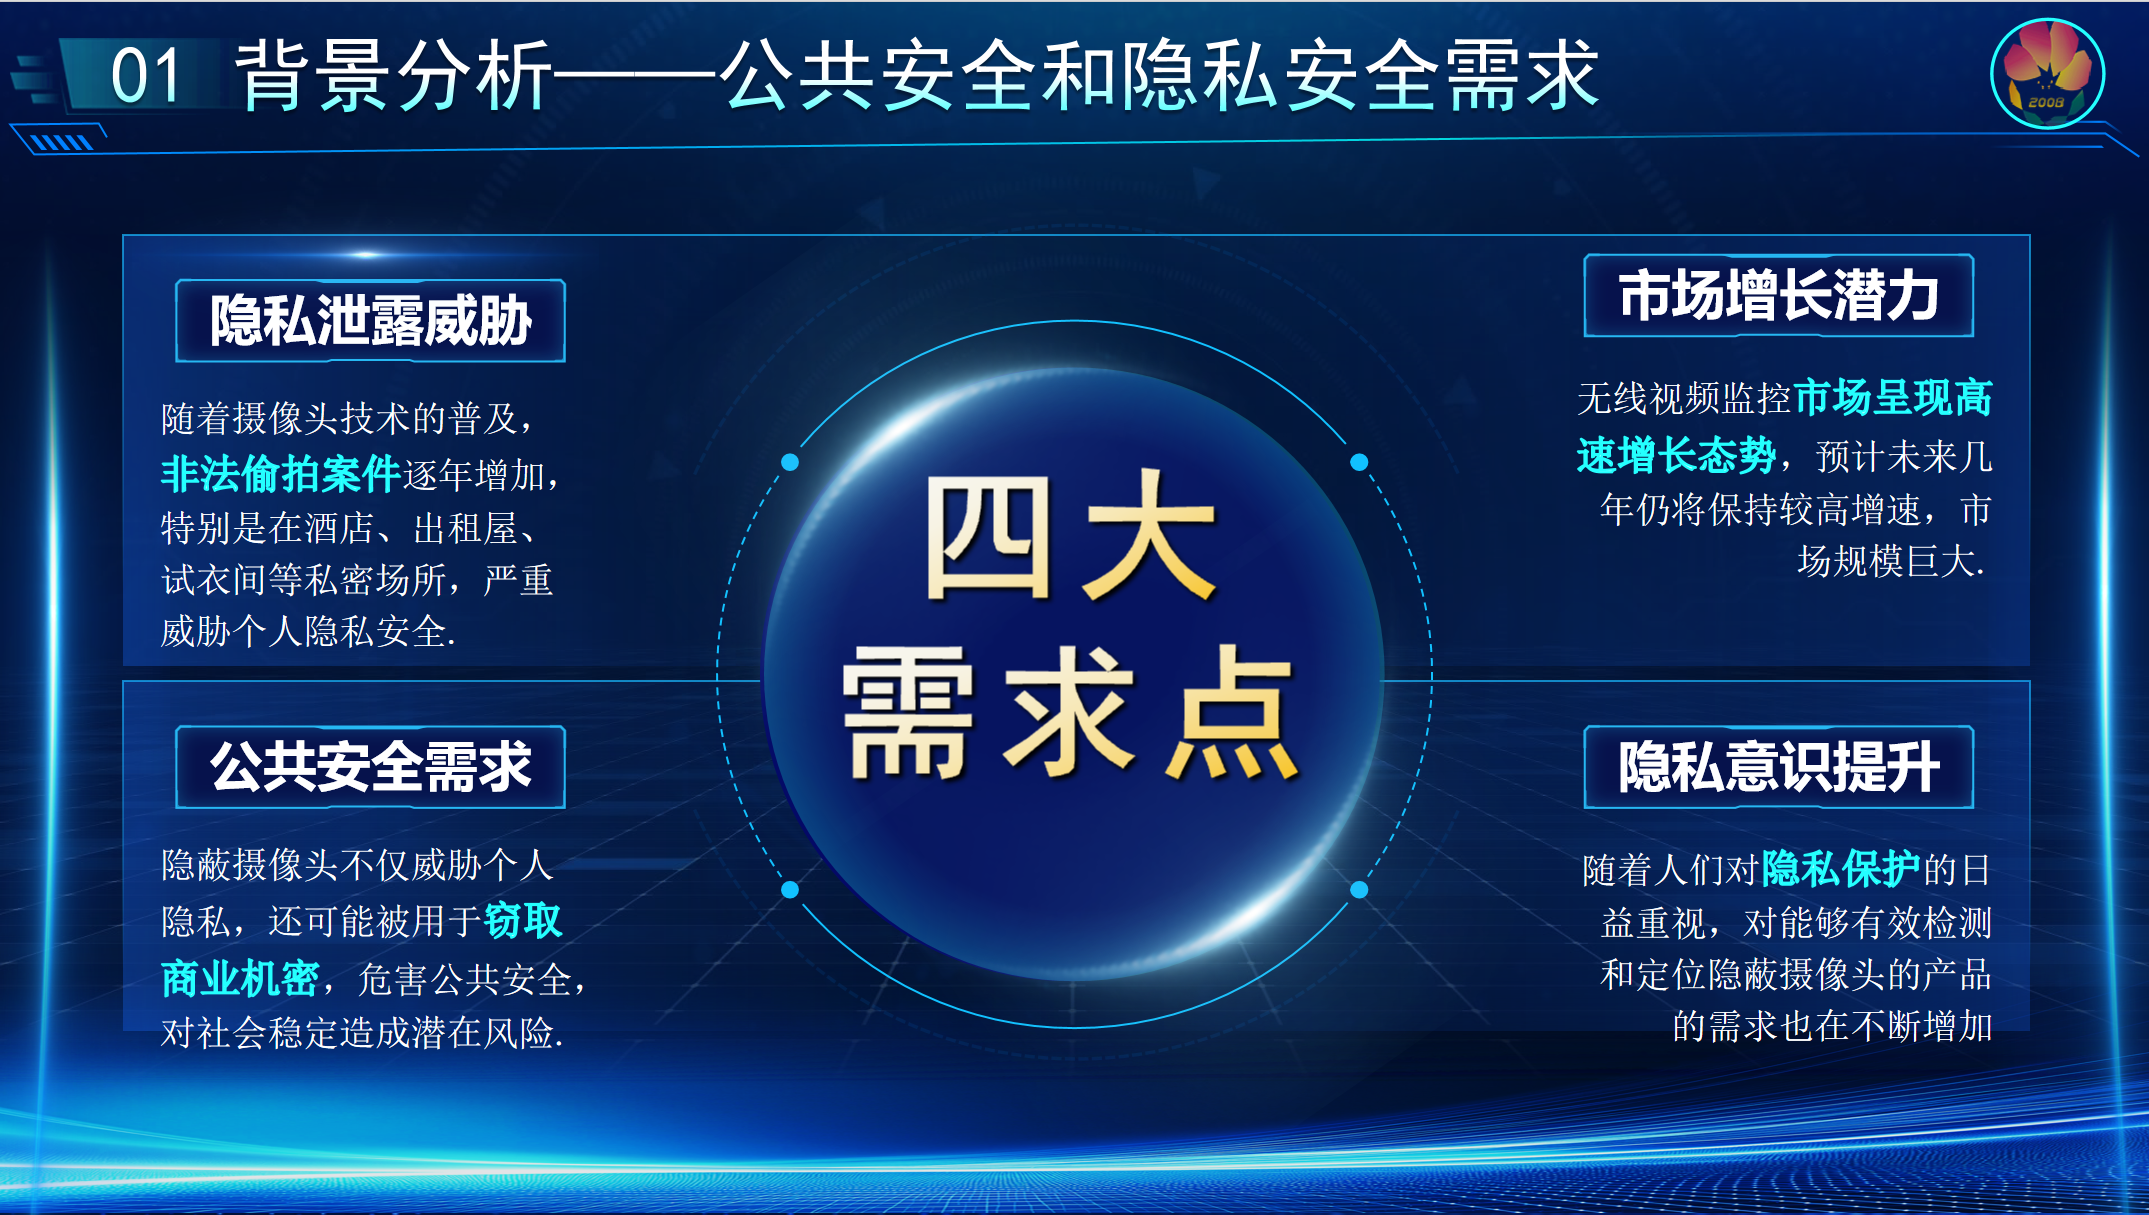 01 背景分析——公共安全和隐私安全需求
2008
隐私泄露威胁
随着摄像头技术的普及，
非法偷拍案件逐年增加，
特别是在酒店、出租屋、
试衣间等私密场所，严重
威胁个人隐私安全.
市场增长潜力
无线视频监控市场呈现高
速增长态势，预计未来几
年仍将保持较高增速，市
场规模巨大.
四大
需求点
公共安全需求
隐蔽摄像头不仅威胁个人
隐私，还可能被用于窃取
商业机密，危害公共安全，
对社会稳定造成潜在风险.
隐私意识提升
随着人们对隐私保护的日
益重视，对能够有效检测
和定位隐蔽摄像头的产品
的需求也在不断增加